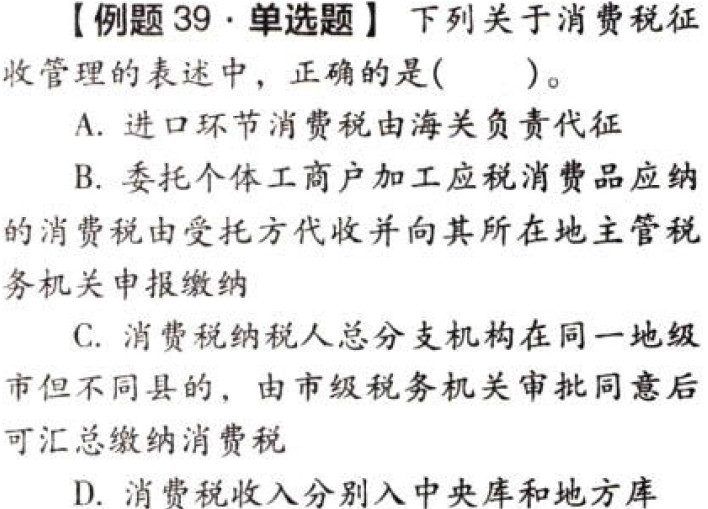 【例题 39·单选题】 下列关于消费税征
收管理的表述中，正确的是(  )。
A. 进口环节消费税由海关负责代征
B. 委托个体工商户加工应税消费品应纳
的消费税由受托方代收并向其所在地主管税
务机关申报缴纳
C. 消费税纳税人总分支机构在同一地级
市但不同县的，由市级税务机关审批同意后
可汇总缴纳消费税
D. 消费税收入分别入中央库和地方库